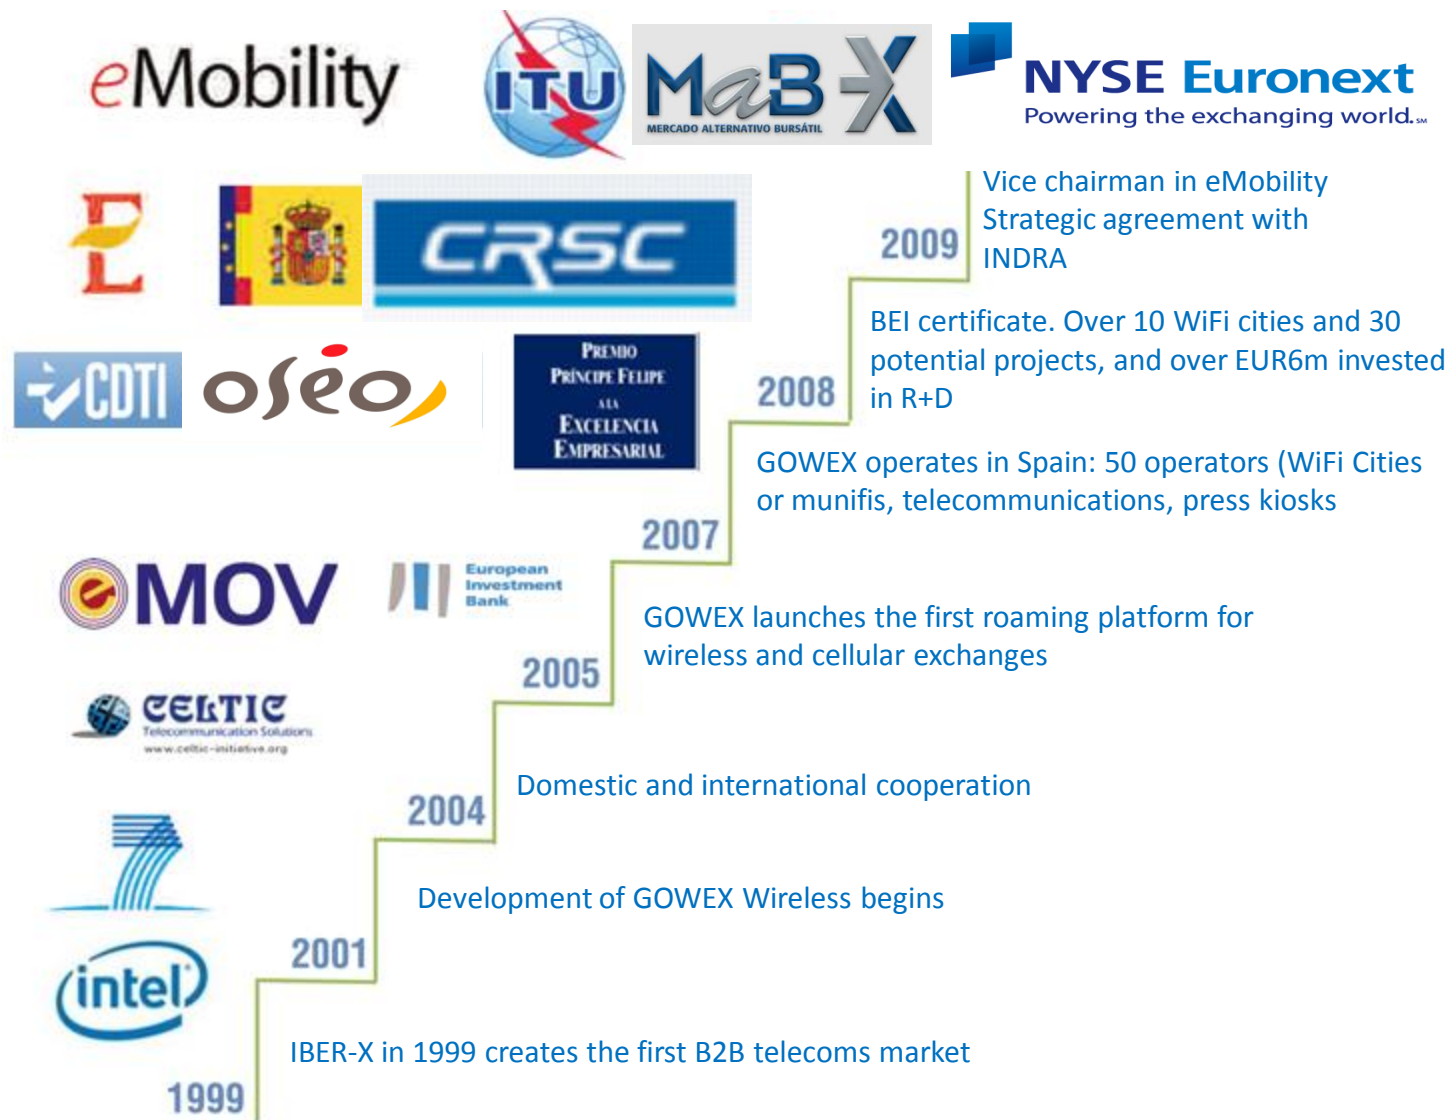 eMobility
ITU
MaB
MERCADO ALTERNATIVO BURSÁTIL
NYSE Euronext
Powering the exchanging world.SM
E
CRSC
Vice chairman in eMobility
Strategic agreement with
INDRA
2009
CDTI
oséo
PREMIO
PRÍNCIPE FELIPE
A LA
EXCELENCIA
EMPRESARIAL
BEI certificate. Over 10 WiFi cities and 30
potential projects, and over EUR6m invested
in R+D
2008
GOWEX operates in Spain: 50 operators (WiFi Cities
or munifis, telecommunications, press kiosks
2007
eMOV
European
Investment
Bank
GOWEX launches the first roaming platform for
wireless and cellular exchanges
2005
CELTIC
Telecommunication Solutions
www.celtic-initiative.org
Domestic and international cooperation
2004
7
Development of GOWEX Wireless begins
2001
intel
IBER-X in 1999 creates the first B2B telecoms market
1999